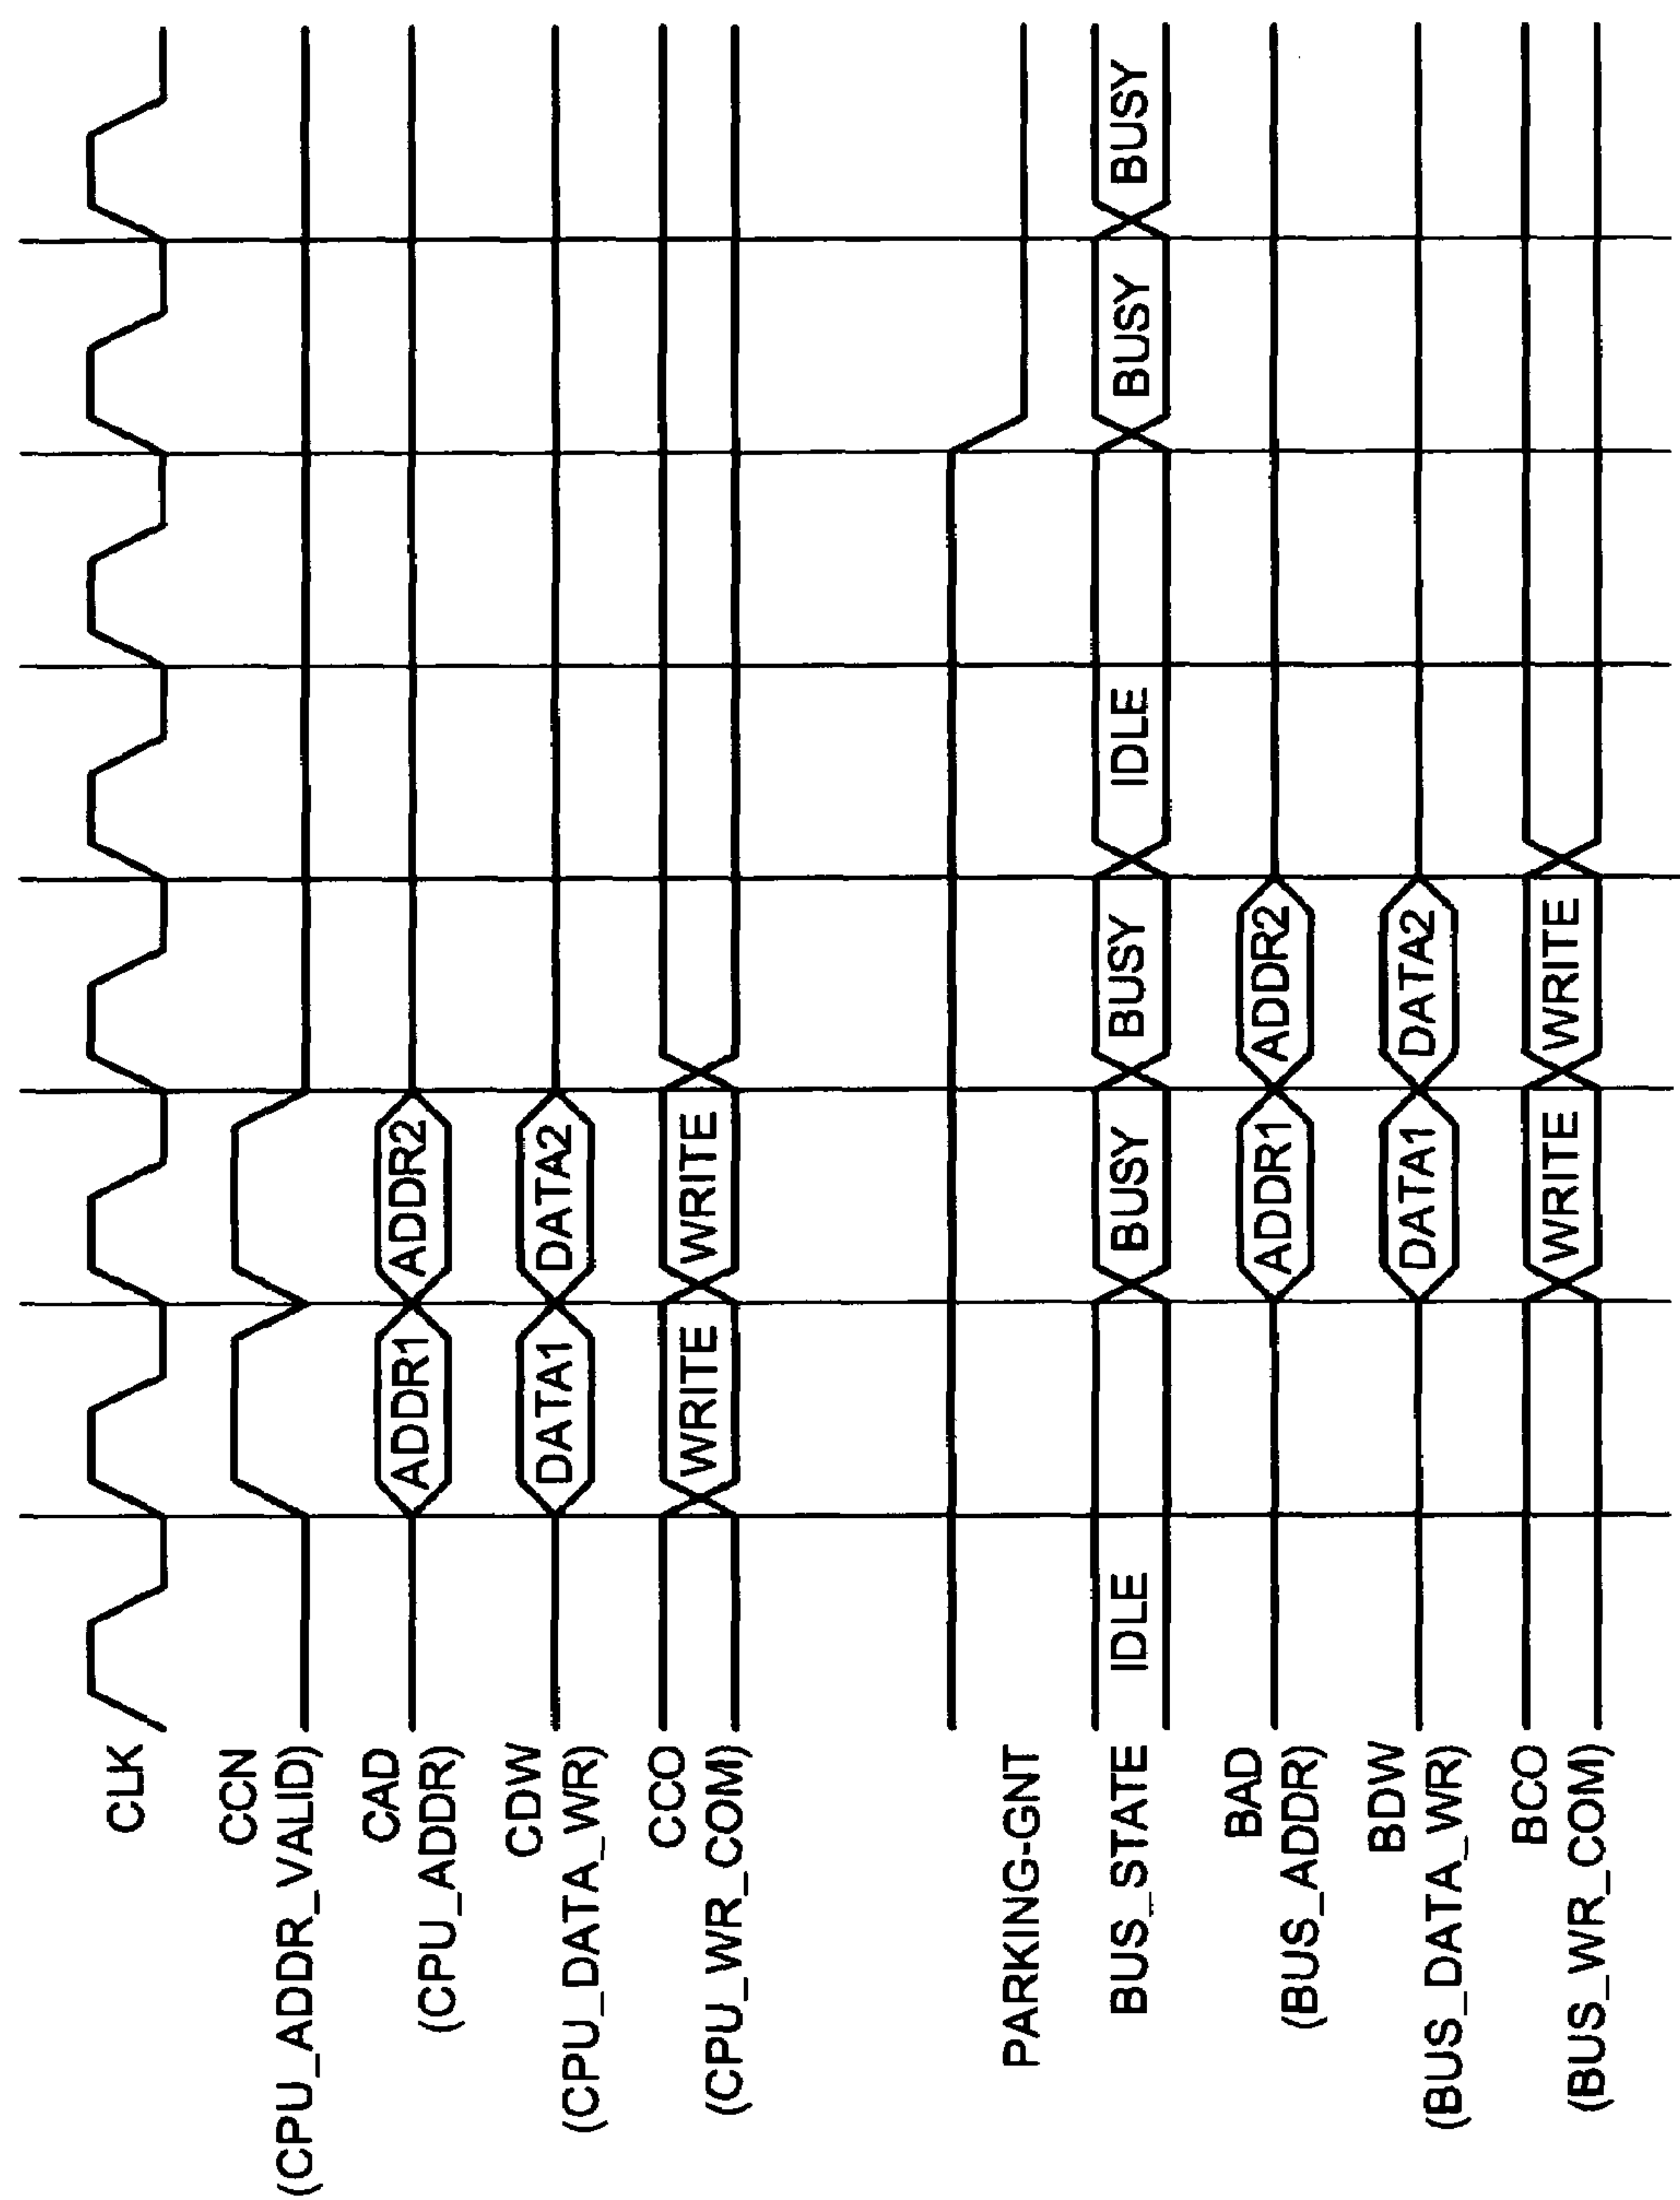 CLK
CCN
(CPU_ADDR_VALID)
CAD
(CPU_ADDR)
ADDR1 ADDR2
CDW
(CPU_DATA_WR)
DATA1 DATA2
CCO
(CPU_WR_COM)
WRITE WRITE
PARKING-GNT
BUS_STATE
IDLE BUSY BUSY IDLE BUSY BUSY
BAD
(BUS_ADDR)
ADDR1 ADDR2
BDW
(BUS_DATA_WR)
DATA1 DATA2
BCO
(BUS_WR_COM)
WRITE WRITE